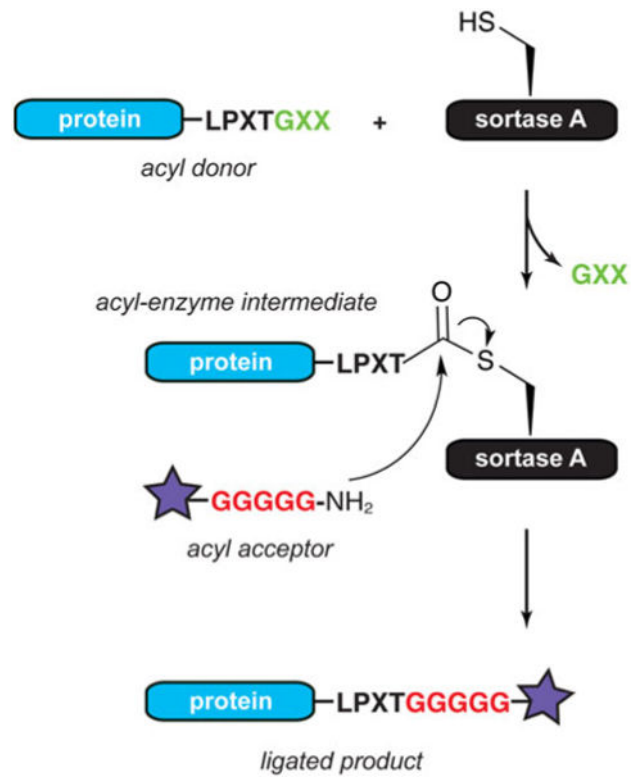 HS
protein LPXTGXX + sortase A
acyl donor
GXX
acyl-enzyme intermediate
O
protein LPXT S
sortase A
GGGGG-NH₂
acyl acceptor
protein LPXTGGGGG
ligated product